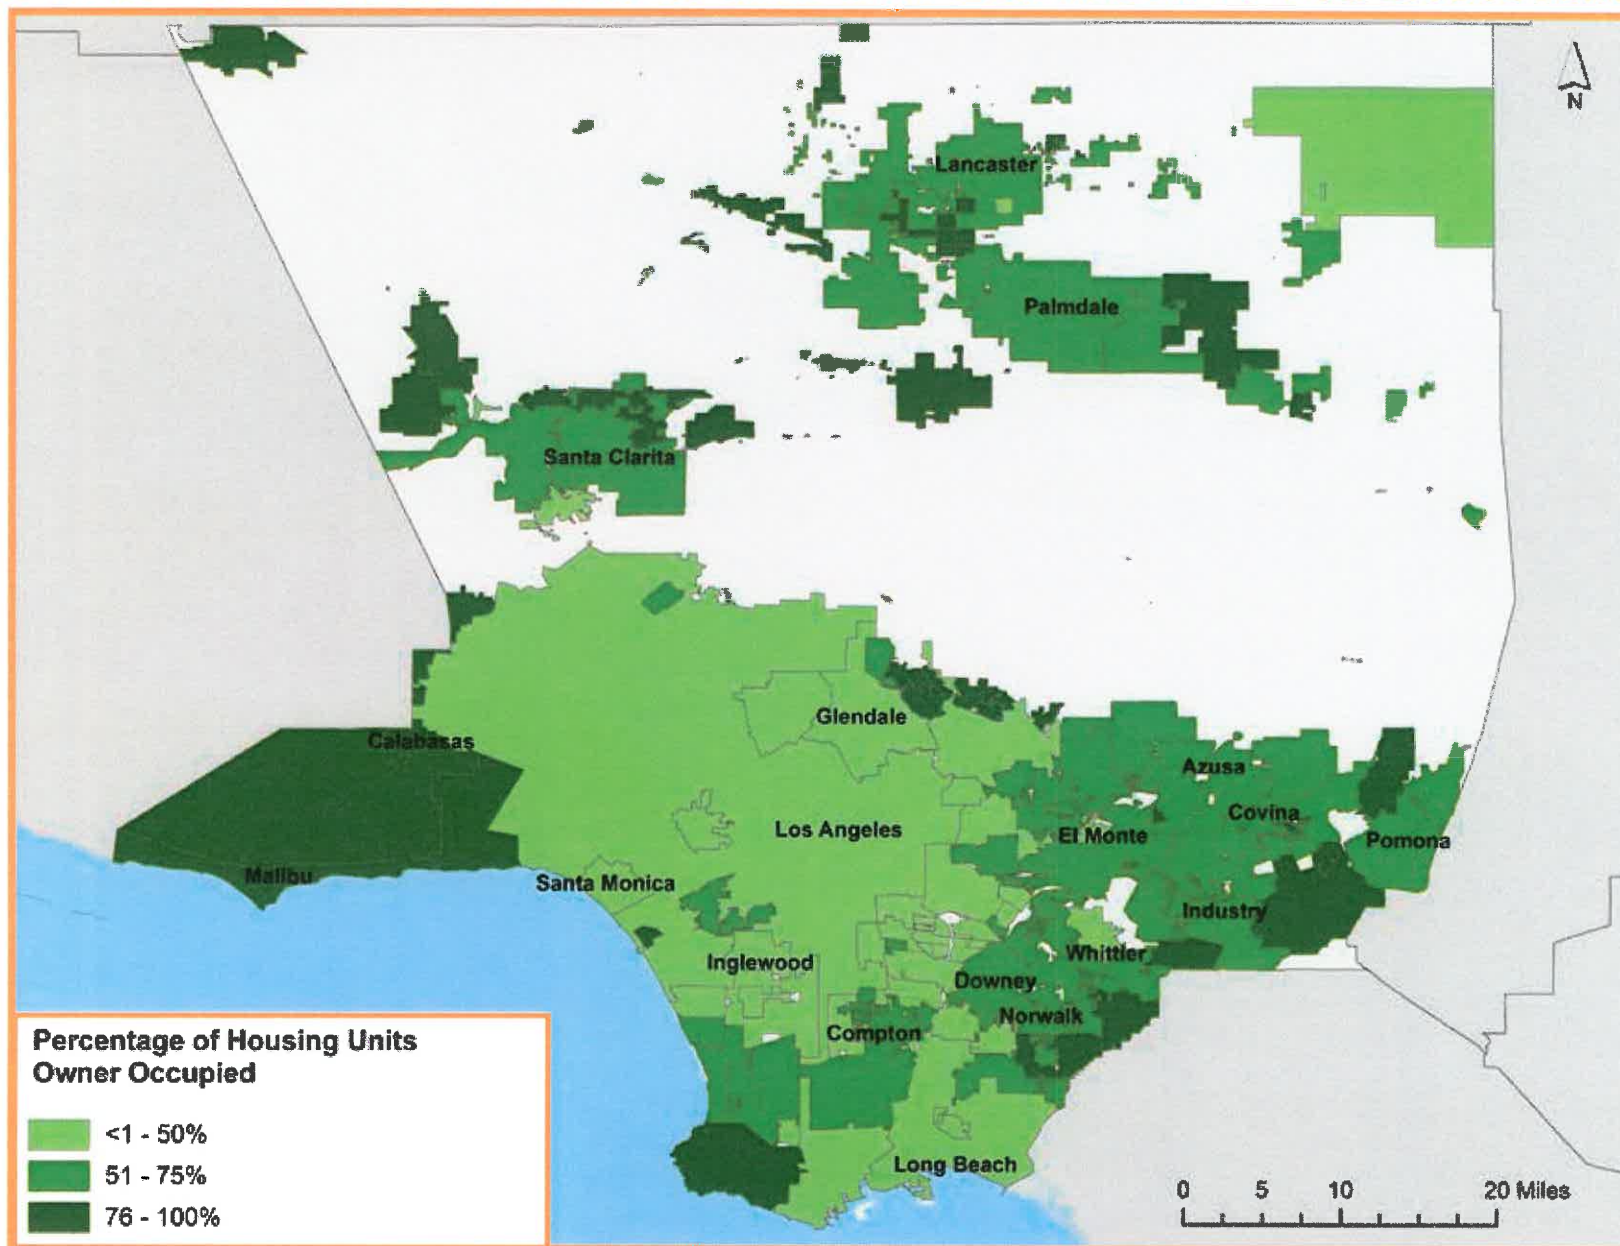 N
Lancaster
Palmdale
Santa Clarita
Glendale
Calabasas
Azusa
Covina
Los Angeles
El Monte
Pomona
Malibu
Santa Monica
Industry
Whittier
Inglewood
Downey
Norwalk
Compton
Long Beach
Percentage of Housing Units
Owner Occupied
<1 - 50%
51 - 75%
76 - 100%
0 5 10 20 Miles